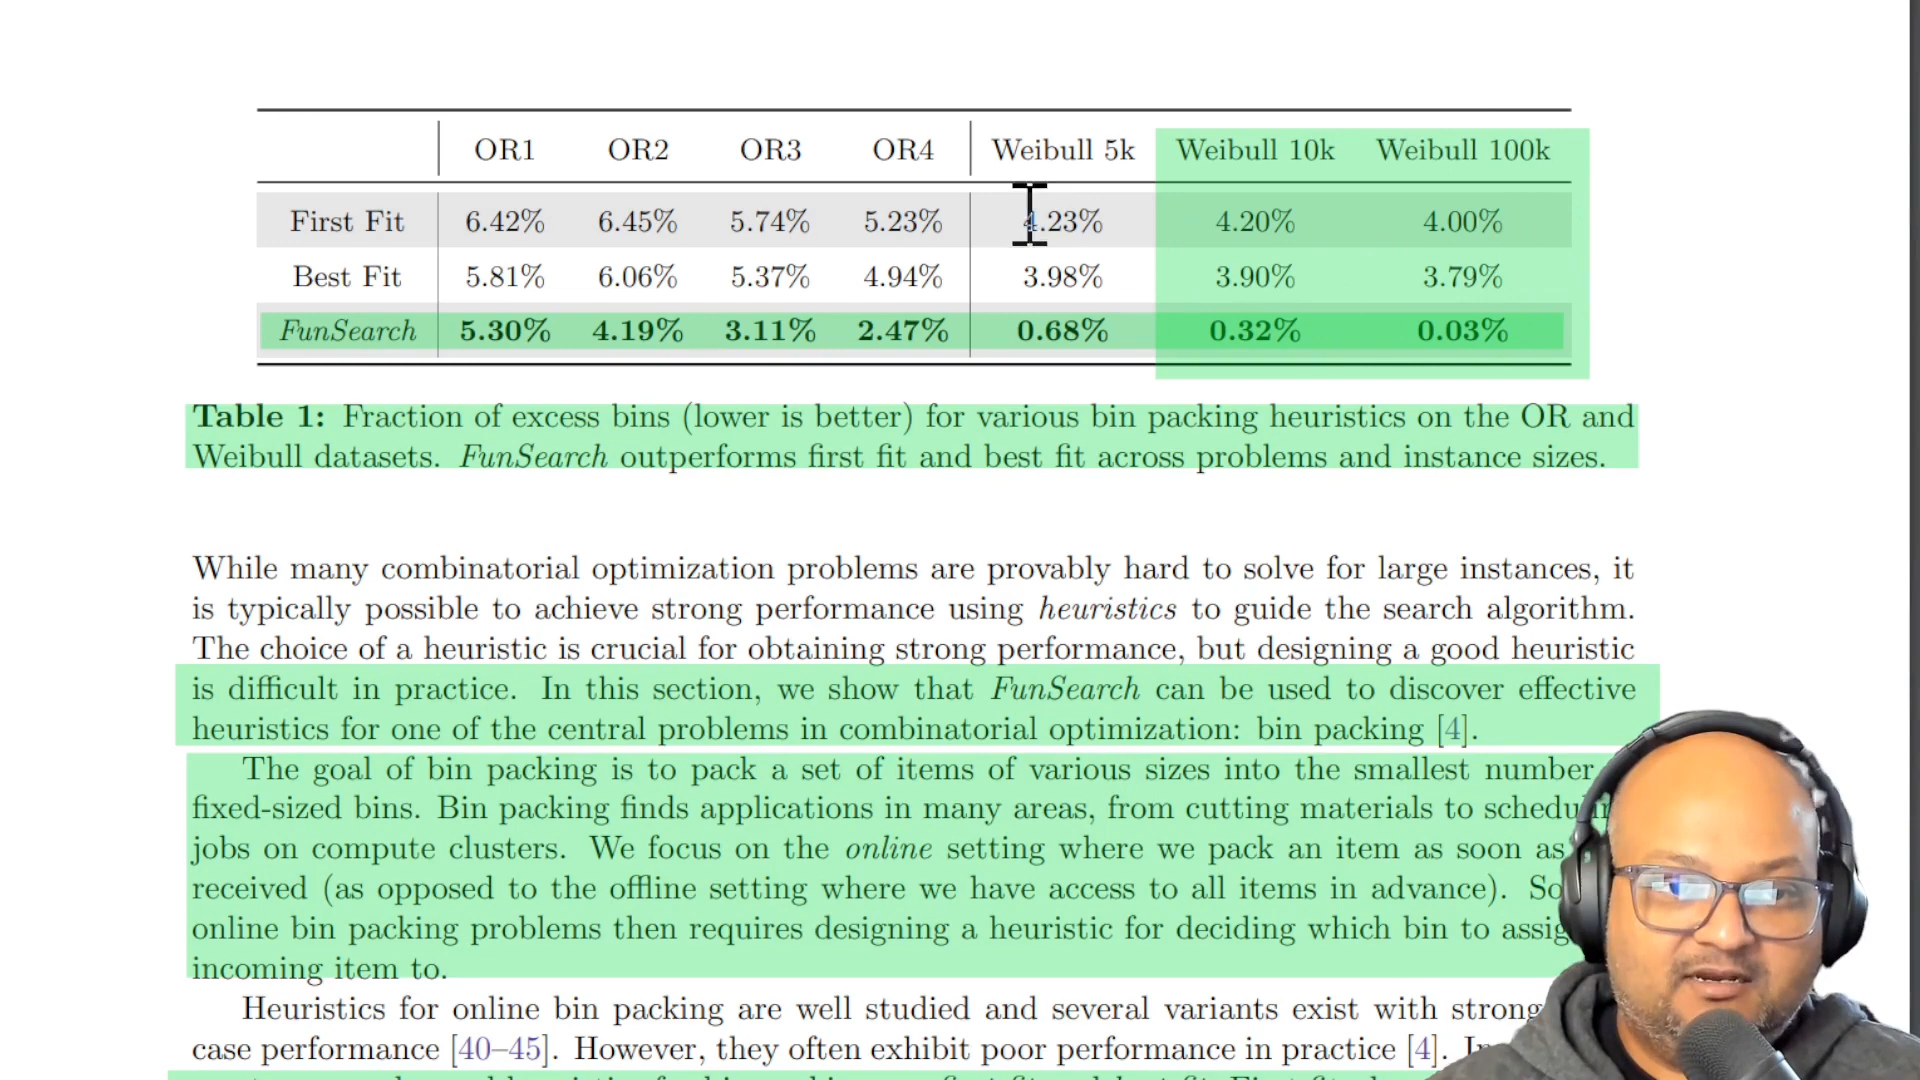 OR1 OR2 OR3 OR4 Weibull 5k Weibull 10k Weibull 100k
First Fit 6.42% 6.45% 5.74% 5.23% 4.23% 4.20% 4.00%
Best Fit 5.81% 6.06% 5.37% 4.94% 3.98% 3.90% 3.79%
FunSearch 5.30% 4.19% 3.11% 2.47% 0.68% 0.32% 0.03%
Table 1: Fraction of excess bins (lower is better) for various bin packing heuristics on the OR and
Weibull datasets. FunSearch outperforms first fit and best fit across problems and instance sizes.
While many combinatorial optimization problems are provably hard to solve for large instances, it
is typically possible to achieve strong performance using heuristics to guide the search algorithm.
The choice of a heuristic is crucial for obtaining strong performance, but designing a good heuristic
is difficult in practice. In this section, we show that FunSearch can be used to discover effective
heuristics for one of the central problems in combinatorial optimization: bin packing [4].
The goal of bin packing is to pack a set of items of various sizes into the smallest number
fixed-sized bins. Bin packing finds applications in many areas, from cutting materials to
jobs on compute clusters. We focus on the online setting where we pack an item as soon as
received (as opposed to the offline setting where we have access to all items in advance).
online bin packing problems then requires designing a heuristic for deciding which bin to
incoming item to.
Heuristics for online bin packing are well studied and several variants exist with strong
case performance [40–45]. However, they often exhibit poor performance in practice [4].